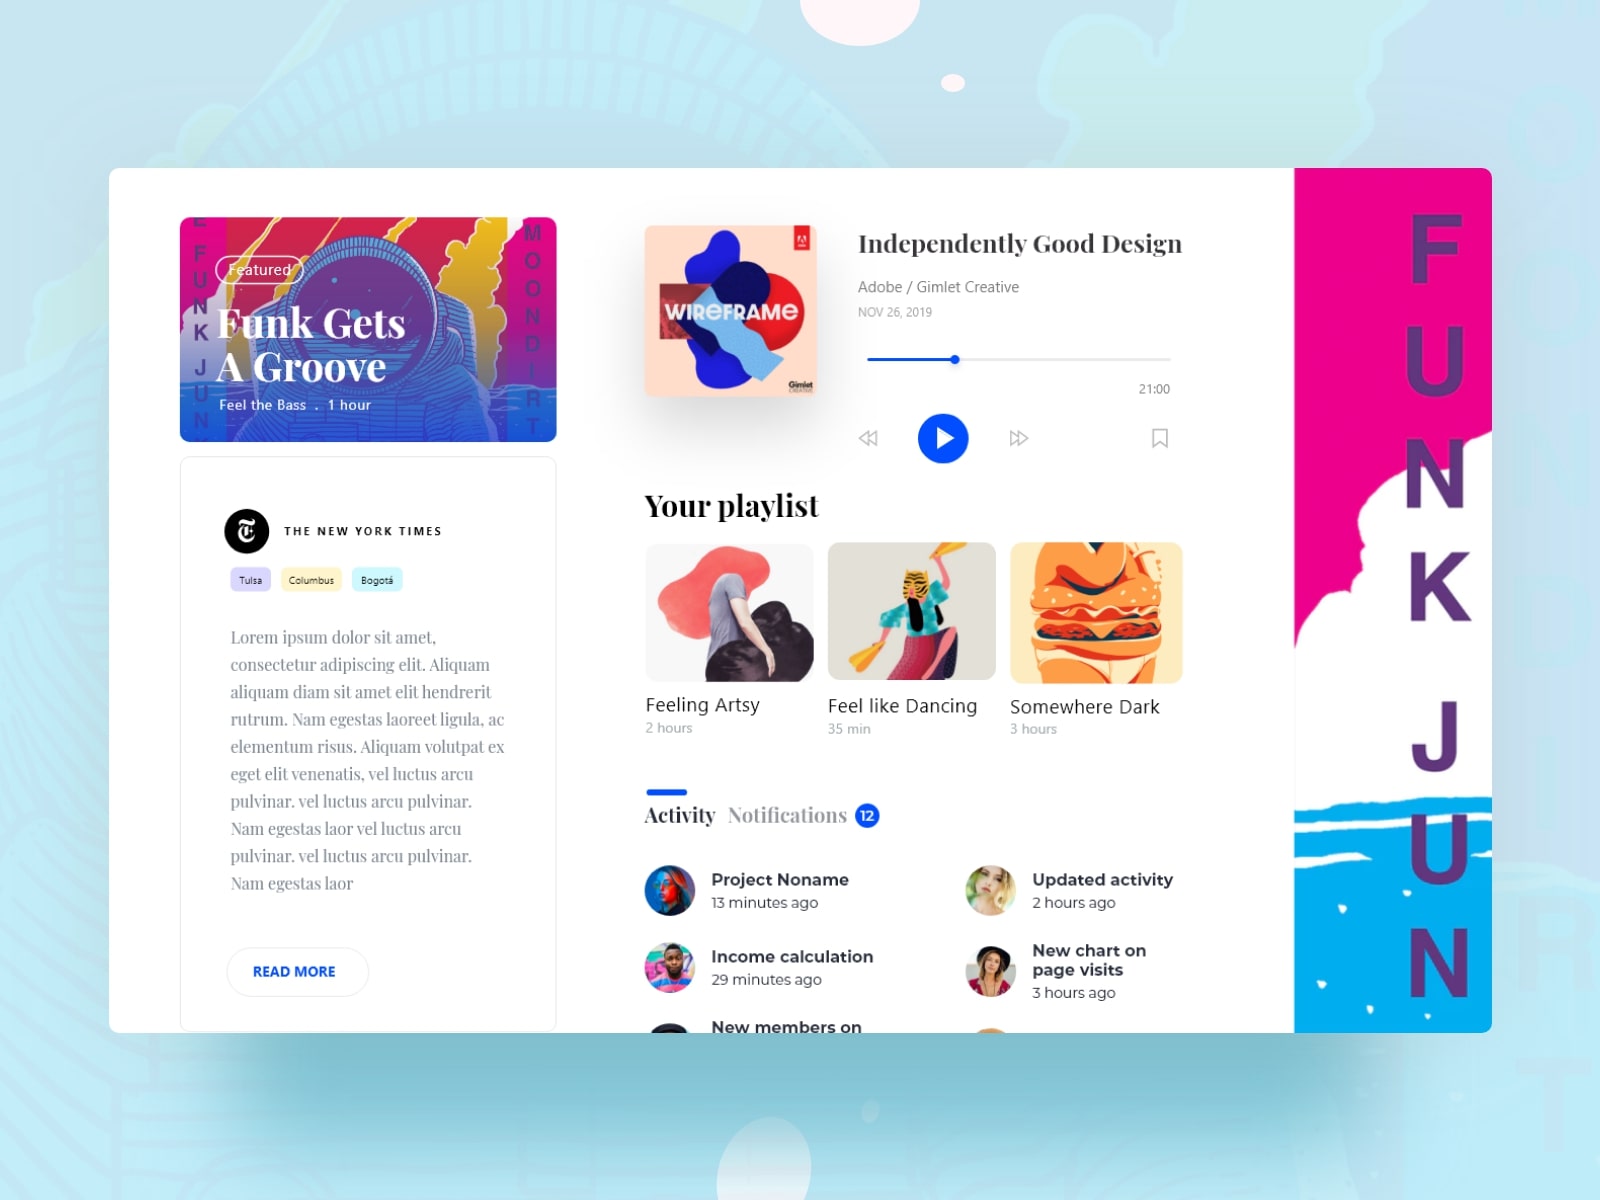 E FUNK JUN
MOONDIRT
Featured
Funk Gets
A Groove
Feel the Bass . 1 hour
THE NEW YORK TIMES
Tulsa
Columbus
Bogotá
Lorem ipsum dolor sit amet,
consectetur adipiscing elit. Aliquam
aliquam diam sit amet elit hendrerit
rutrum. Nam egestas laoreet ligula, ac
elementum risus. Aliquam volutpat ex
eget elit venenatis, vel luctus arcu
pulvinar. vel luctus arcu pulvinar.
Nam egestas laor vel luctus arcu
pulvinar. vel luctus arcu pulvinar.
Nam egestas laor
READ MORE
WIREFRAME
Gimlet
CREATIVE
Independently Good Design
Adobe / Gimlet Creative
NOV 26, 2019
21:00
Your playlist
Feeling Artsy
2 hours
Feel like Dancing
35 min
Somewhere Dark
3 hours
Activity
Notifications 12
Project Noname
13 minutes ago
Income calculation
29 minutes ago
New members on
Updated activity
2 hours ago
New chart on
page visits
3 hours ago
FUNK JUN